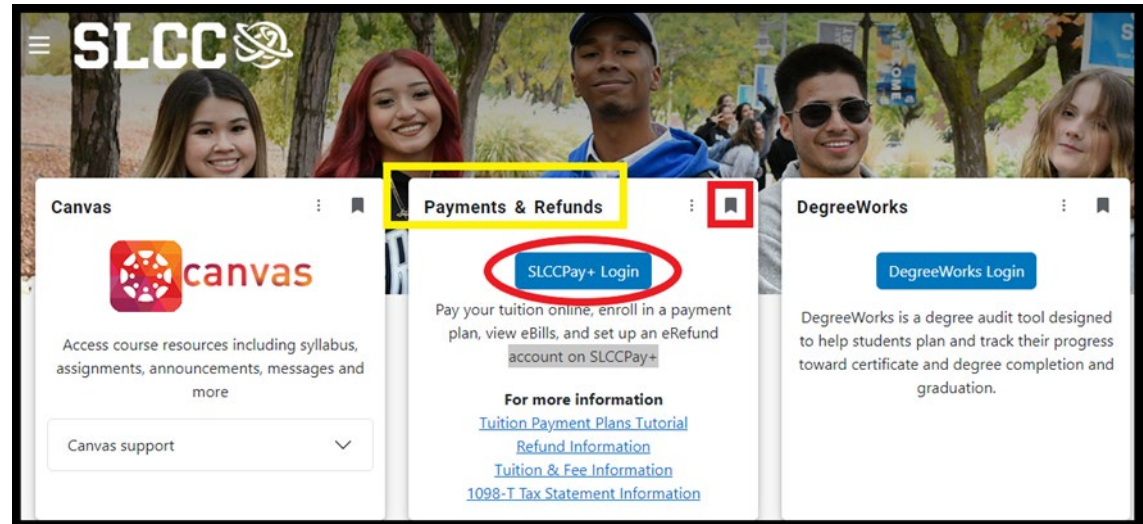 SLCC
Canvas
canvas
Access course resources including syllabus,
assignments, announcements, messages and
more
Canvas support
Payments & Refunds
SLCCPay+ Login
Pay your tuition online, enroll in a payment
plan, view eBills, and set up an eRefund
account on SLCCPay+
For more information
Tuition Payment Plans Tutorial
Refund Information
Tuition & Fee Information
1098-T Tax Statement Information
DegreeWorks
DegreeWorks Login
DegreeWorks is a degree audit tool designed
to help students plan and track their progress
toward certificate and degree completion and
graduation.